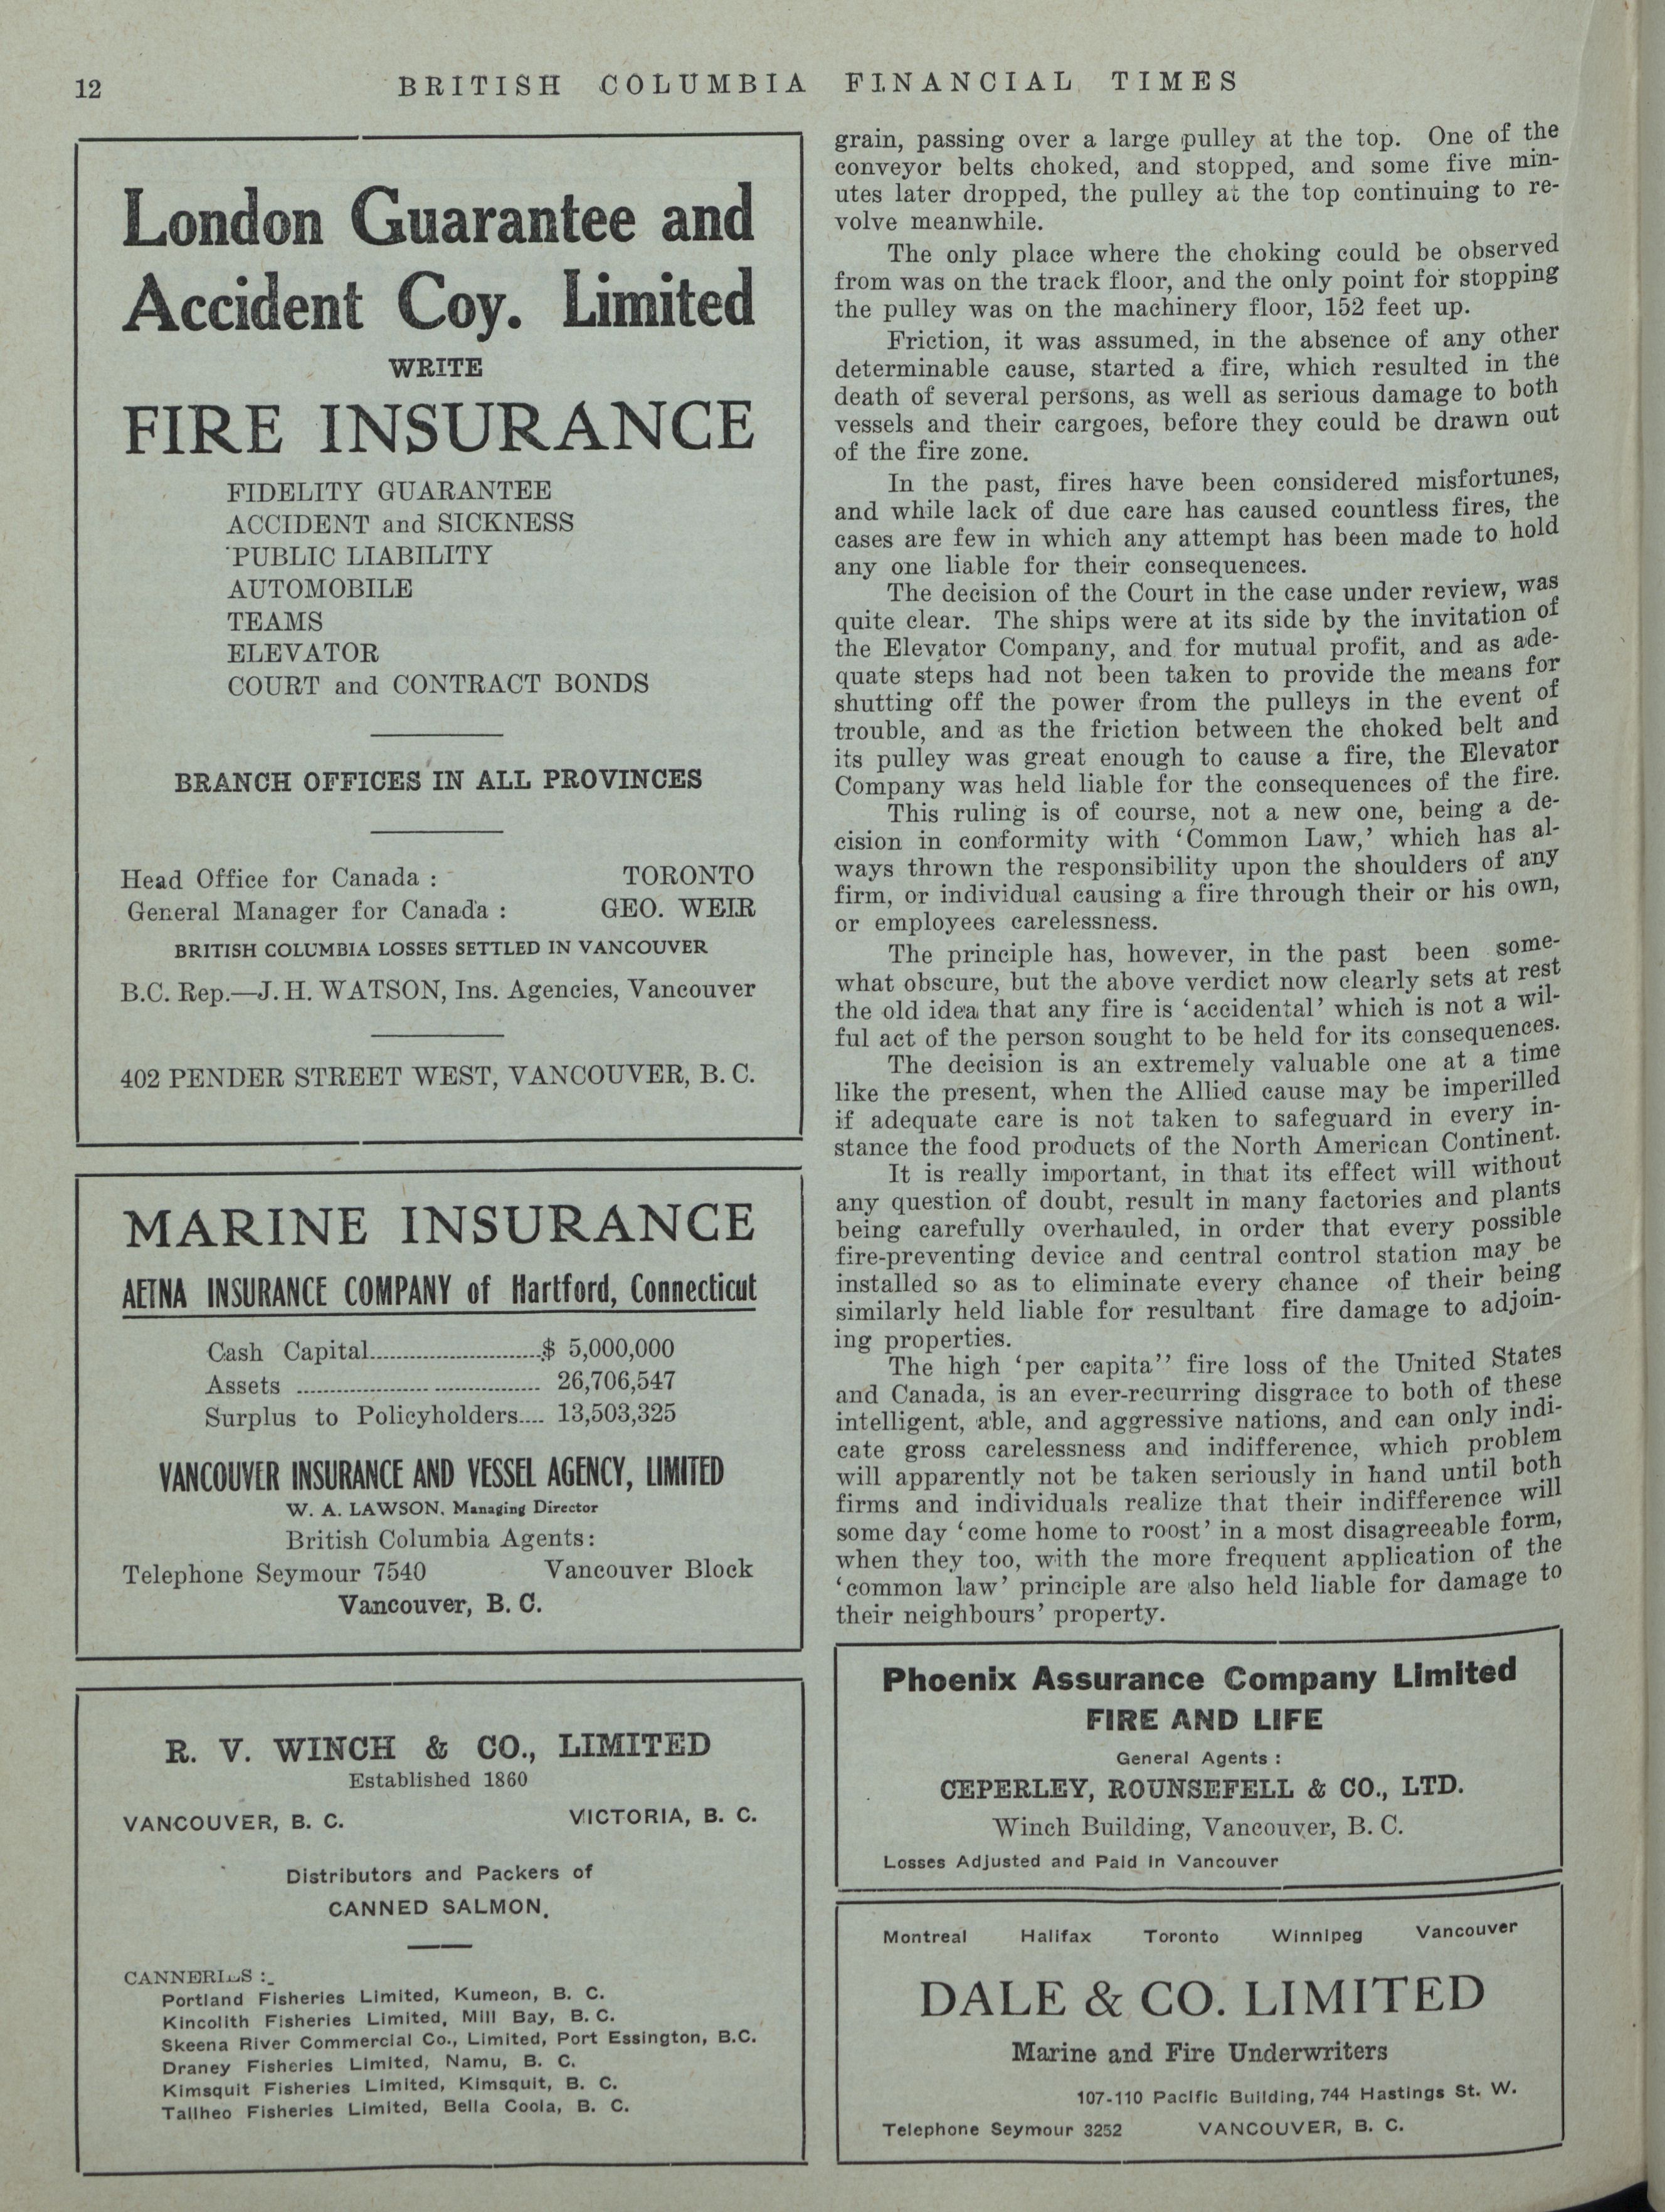 12
BRITISH COLUMBIA FINANCIAL TIMES
London Guarantee and
Accident Coy. Limited
WRITE
FIRE INSURANCE
FIDELITY GUARANTEE
ACCIDENT and SICKNESS
PUBLIC LIABILITY
AUTOMOBILE
TEAMS
ELEVATOR
COURT and CONTRACT BONDS
BRANCH OFFICES IN ALL PROVINCES
Head Office for Canada : TORONTO
General Manager for Canada : GEO. WEIR
BRITISH COLUMBIA LOSSES SETTLED IN VANCOUVER
B.C. Rep.—J. H. WATSON, Ins. Agencies, Vancouver
402 PENDER STREET WEST, VANCOUVER, B. C.
MARINE INSURANCE
AETNA INSURANCE COMPANY of Hartford, Connecticut
Cash Capital..........................$ 5,000,000
Assets .................................... 26,706,547
Surplus to Policyholders.... 13,503,325
VANCOUVER INSURANCE AND VESSEL AGENCY, LIMITED
W. A. LAWSON, Managing Director
British Columbia Agents:
Telephone Seymour 7540 Vancouver Block
Vancouver, B. C.
R. V. WINCH & CO., LIMITED
Established 1860
VANCOUVER, B. C. VICTORIA, B. C.
Distributors and Packers of
CANNED SALMON.
CANNERIES :
Portland Fisheries Limited, Kumeon, B. C.
Kincolith Fisheries Limited, Mill Bay, B. C.
Skeena River Commercial Co., Limited, Port Essington, B.C.
Draney Fisheries Limited, Namu, B. C.
Kimsquit Fisheries Limited, Kimsquit, B. C.
Tallheo Fisheries Limited, Bella Coola, B. C.
grain, passing over a large pulley at the top. One of the
conveyor belts choked, and stopped, and some five min-
utes later dropped, the pulley at the top continuing to re-
volve meanwhile.
The only place where the choking could be observed
from was on the track floor, and the only point for stopping
the pulley was on the machinery floor, 152 feet up.
Friction, it was assumed, in the absence of any other
determinable cause, started a fire, which resulted in the
death of several persons, as well as serious damage to both
vessels and their cargoes, before they could be drawn out
of the fire zone.
In the past, fires have been considered misfortunes,
and while lack of due care has caused countless fires, the
cases are few in which any attempt has been made to hold
any one liable for their consequences.
The decision of the Court in the case under review, was
quite clear. The ships were at its side by the invitation of
the Elevator Company, and for mutual profit, and as ade-
quate steps had not been taken to provide the means for
shutting off the power from the pulleys in the event of
trouble, and as the friction between the choked belt and
its pulley was great enough to cause a fire, the Elevator
Company was held liable for the consequences of the fire.
This ruling is of course, not a new one, being a de-
cision in conformity with ‘Common Law,’ which has al-
ways thrown the responsibility upon the shoulders of any
firm, or individual causing a fire through their or his own,
or employees carelessness.
The principle has, however, in the past been some-
what obscure, but the above verdict now clearly sets at rest
the old idea that any fire is ‘accidental’ which is not a wil-
ful act of the person sought to be held for its consequences.
The decision is an extremely valuable one at a time
like the present, when the Allied cause may be imperilled
if adequate care is not taken to safeguard in every in-
stance the food products of the North American Continent.
It is really important, in that its effect will without
any question of doubt, result in many factories and plants
being carefully overhauled, in order that every possible
fire-preventing device and central control station may be
installed so as to eliminate every chance of their being
similarly held liable for resultant fire damage to adjoin-
ing properties.
The high ‘per capita’’ fire loss of the United States
and Canada, is an ever-recurring disgrace to both of these
intelligent, able, and aggressive nations, and can only indi-
cate gross carelessness and indifference, which problem
will apparently not be taken seriously in hand until both
firms and individuals realize that their indifference will
some day ‘come home to roost’ in a most disagreeable form,
when they too, with the more frequent application of the
‘common law’ principle are also held liable for damage to
their neighbours’ property.
Phoenix Assurance Company Limited
FIRE AND LIFE
General Agents :
CEPERLEY, ROUNSEFELL & CO., LTD.
Winch Building, Vancouver, B. C.
Losses Adjusted and Paid in Vancouver
Montreal Halifax Toronto Winnipeg Vancouver
DALE & CO. LIMITED
Marine and Fire Underwriters
107-110 Pacific Building, 744 Hastings St. W.
Telephone Seymour 3252 VANCOUVER, B. C.